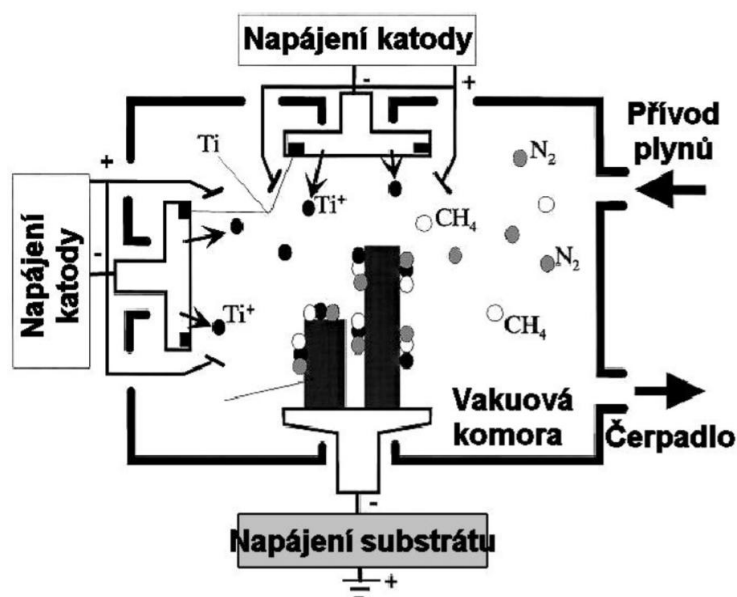 Napájení katody
- +
Přívod
plynů
N2
Ti
+
Ti+
CH4
Napájení
katody
-
N2
Ti+
CH4
Vakuová
komora
Čerpadlo
-
Napájení substrátu
+